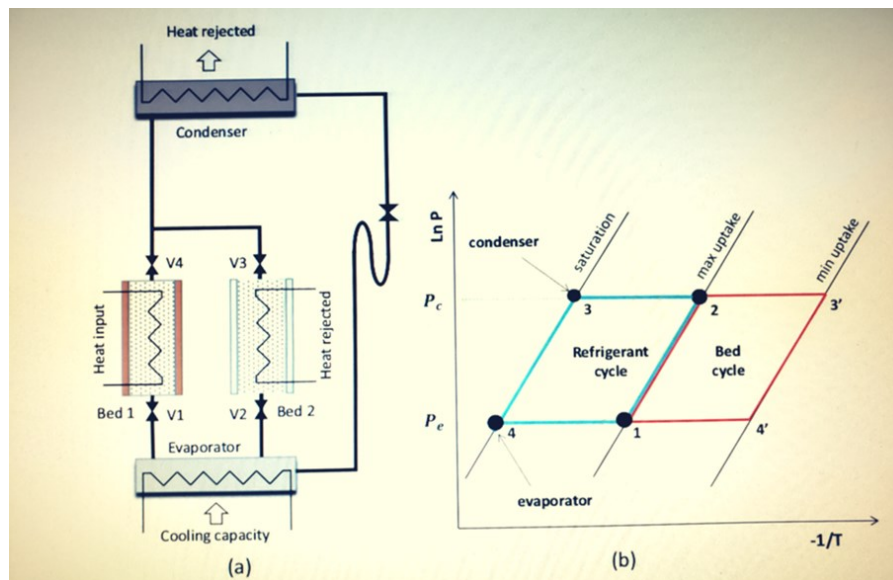 Heat rejected
Condenser
V4
V3
Heat input
Heat rejected
Bed 1
V1
V2
Bed 2
Evaporator
Cooling capacity
(a)
Ln P
condenser
saturation
max uptake
min uptake
Pc
3
2
3'
Refrigerant
cycle
Bed
cycle
Pe
4
1
4'
evaporator
-1/T
(b)